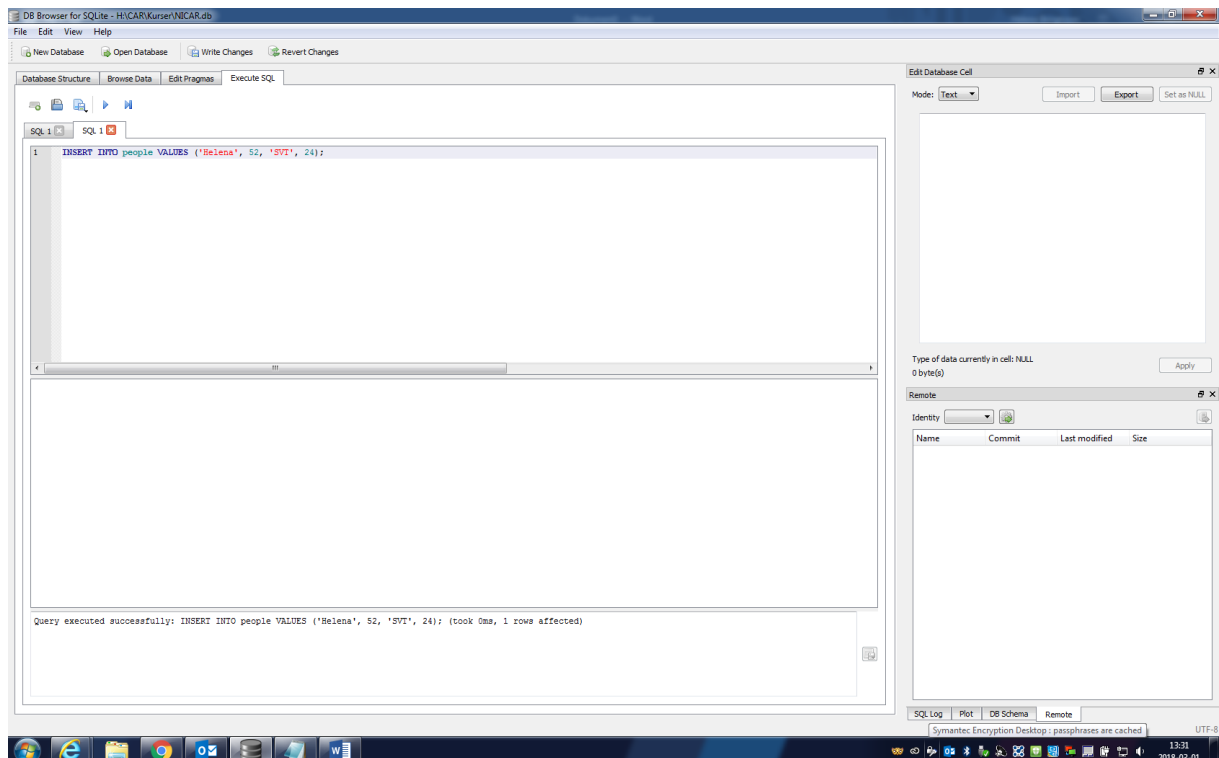 DB Browser for SQLite - H:\CAR\Kurser\NICAR.db
File Edit View Help
New Database Open Database Write Changes Revert Changes
Database Structure Browse Data Edit Pragmas Execute SQL
SQL 1 SQL 1
1 INSERT INTO people VALUES ('Helena', 52, 'SVT', 24);
Query executed successfully: INSERT INTO people VALUES ('Helena', 52, 'SVT', 24); (took 0ms, 1 rows affected)
Edit Database Cell
Mode: Text Import Export Set as NULL
Type of data currently in cell: NULL
0 byte(s)
Apply
Remote
Identity
Name Commit Last modified Size
SQL Log Plot DB Schema Remote
Symantec Encryption Desktop : passphrases are cached
UTF-8
13:31
2018-03-01